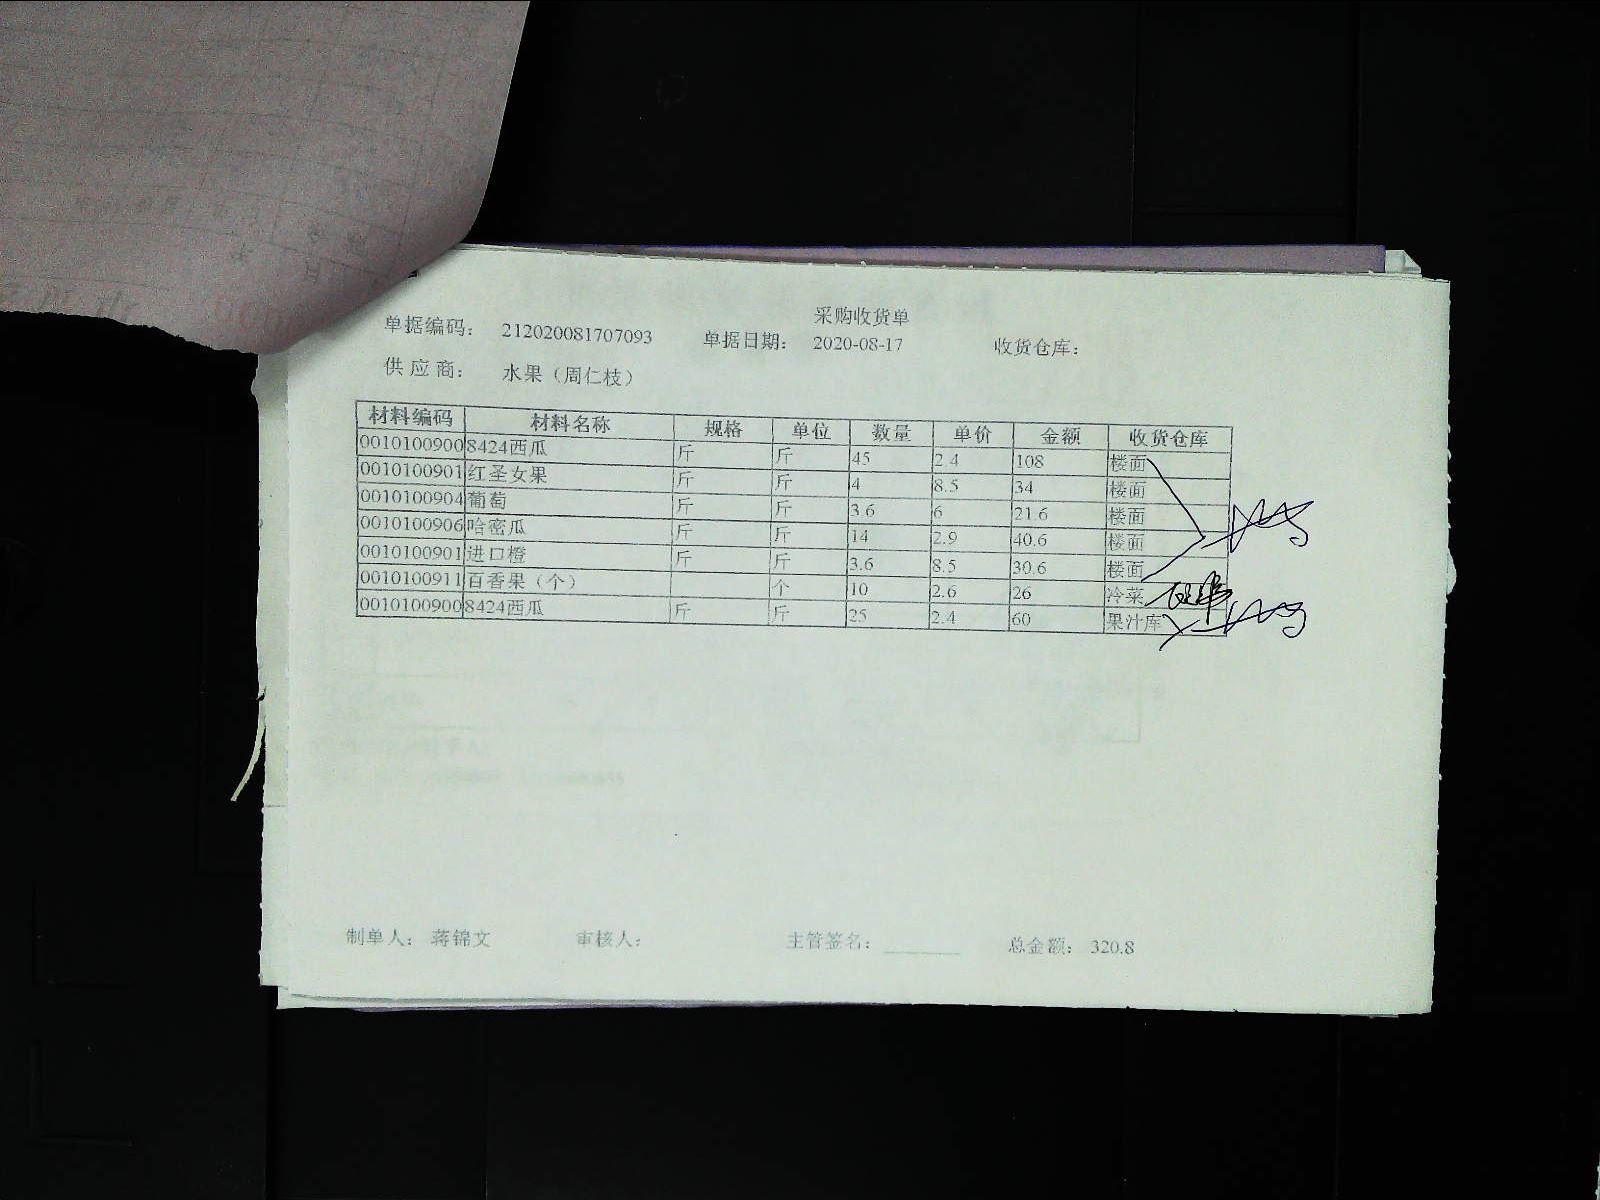 采购收货单
单据编码: 212020081707093 单据日期: 2020-08-17 收货仓库:
供应商: 水果（周仁枝）
材料编码 材料名称 规格 单位 数量 单价 金额 收货仓库
0010100900 8424西瓜 斤 斤 45 2.4 108 楼面
0010100901 红圣女果 斤 斤 4 8.5 34 楼面
0010100904 葡萄 斤 斤 3.6 6 21.6 楼面
0010100906 哈密瓜 斤 斤 14 2.9 40.6 楼面
0010100901 进口橙 斤 斤 3.6 8.5 30.6 楼面
0010100911 百香果（个） 个 10 2.6 26 冷菜
0010100900 8424西瓜 斤 斤 25 2.4 60 果汁库
制单人: 蒋锦文 审核人: 主管签名: 总金额: 320.8